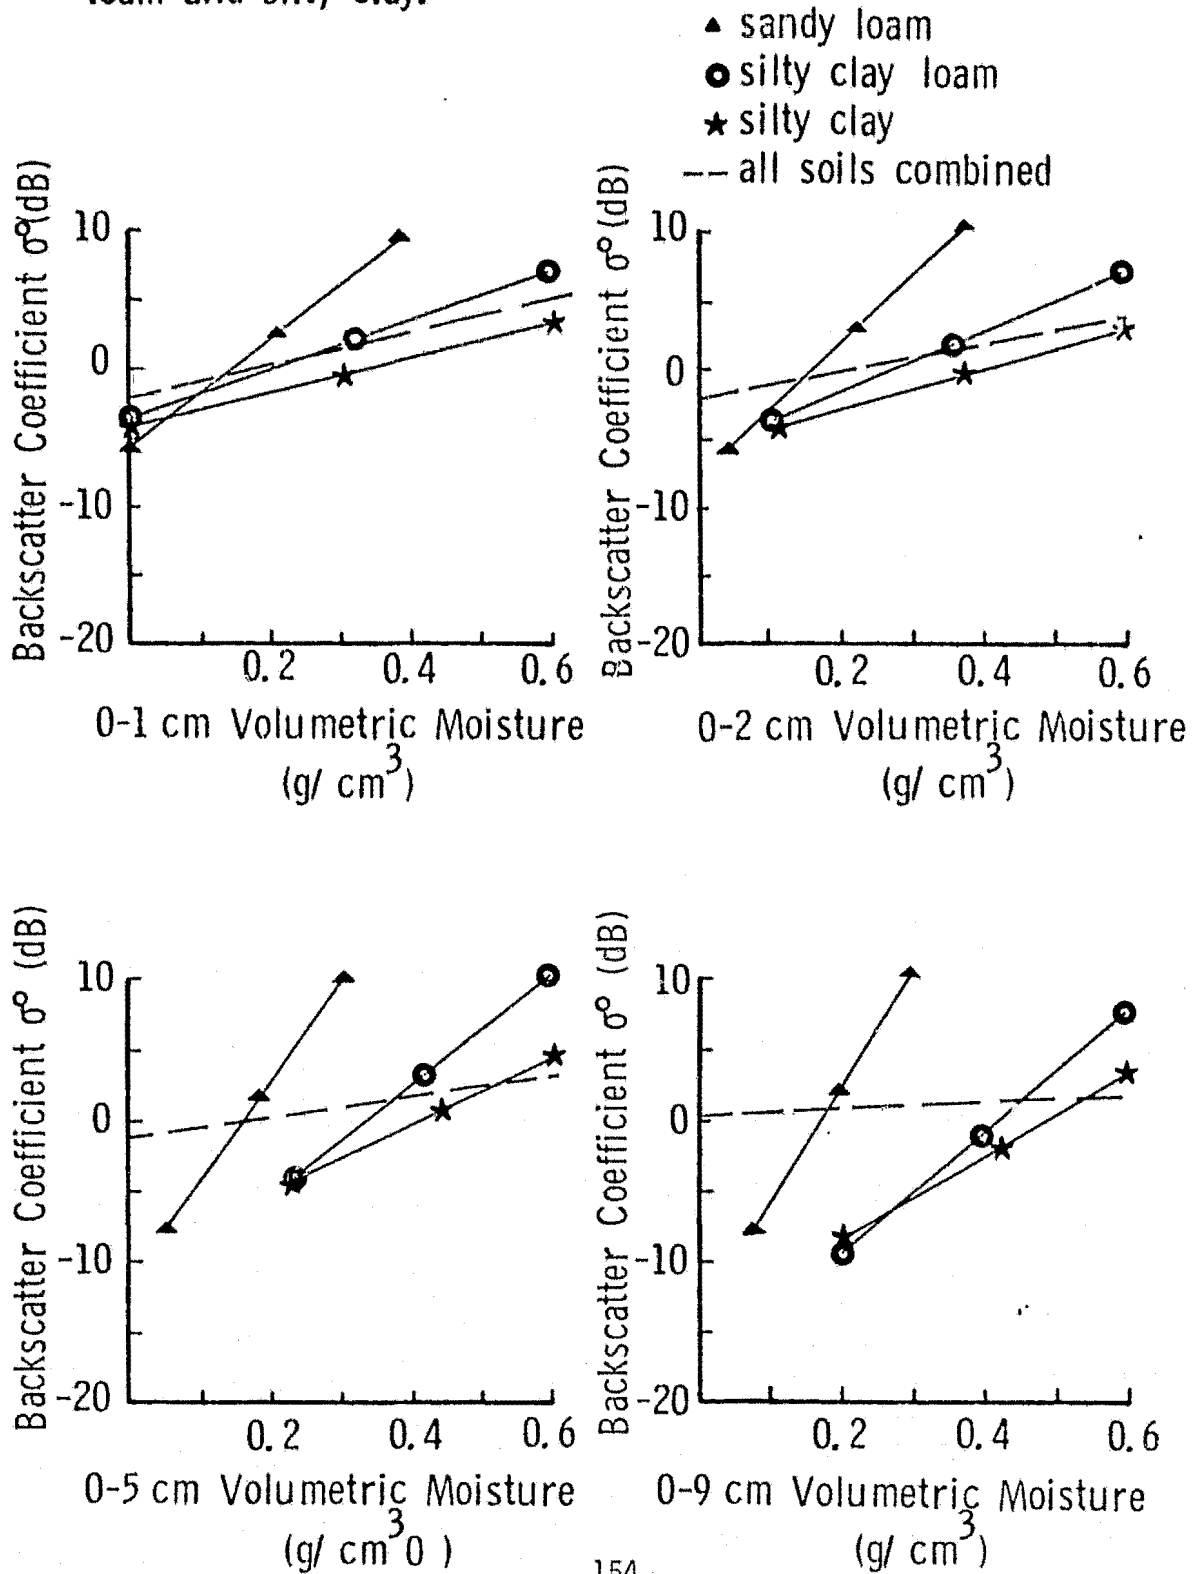 loam and silty clay.
sandy loam
silty clay loam
silty clay
all soils combined
Backscatter Coefficient σ°(dB)
10
0
-10
-20
0.2 0.4 0.6
0-1 cm Volumetric Moisture
(g/ cm3)
Backscatter Coefficient σ° (dB)
10
0
-10
-20
0.2 0.4 0.6
0-2 cm Volumetric Moisture
(g/ cm3)
Backscatter Coefficient σ° (dB)
10
0
-10
-20
0.2 0.4 0.6
0-5 cm Volumetric Moisture
(g/ cm3 0 )
Backscatter Coefficient σ° (dB)
10
0
-10
-20
0.2 0.4 0.6
0-9 cm Volumetric Moisture
(g/ cm3)
154